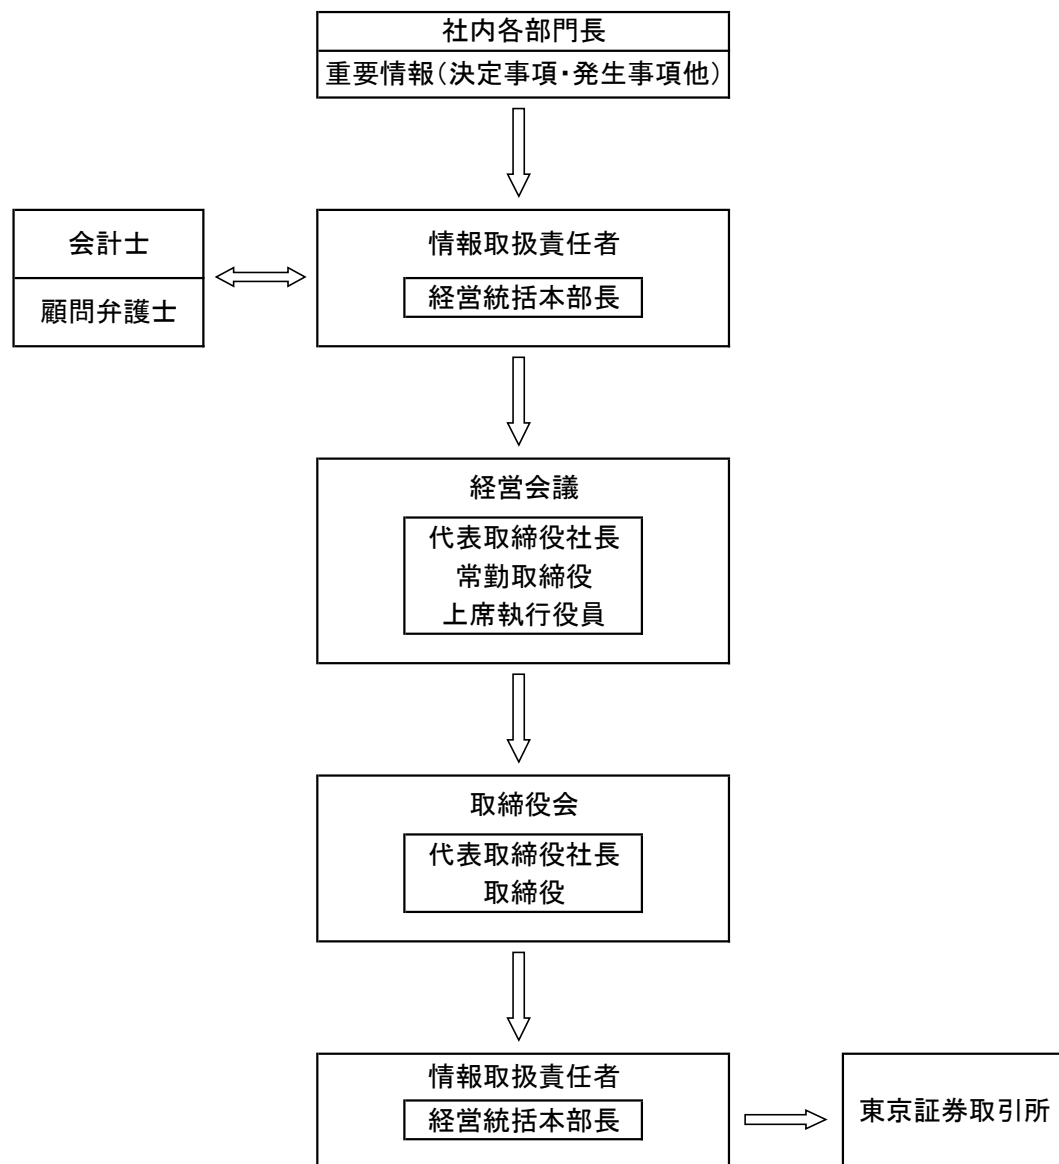 社内各部門長
重要情報（決定事項・発生事項他）
会計士
顧問弁護士
情報取扱責任者
経営統括本部長
経営会議
代表取締役社長
常勤取締役
上席執行役員
取締役会
代表取締役社長
取締役
情報取扱責任者
経営統括本部長
東京証券取引所